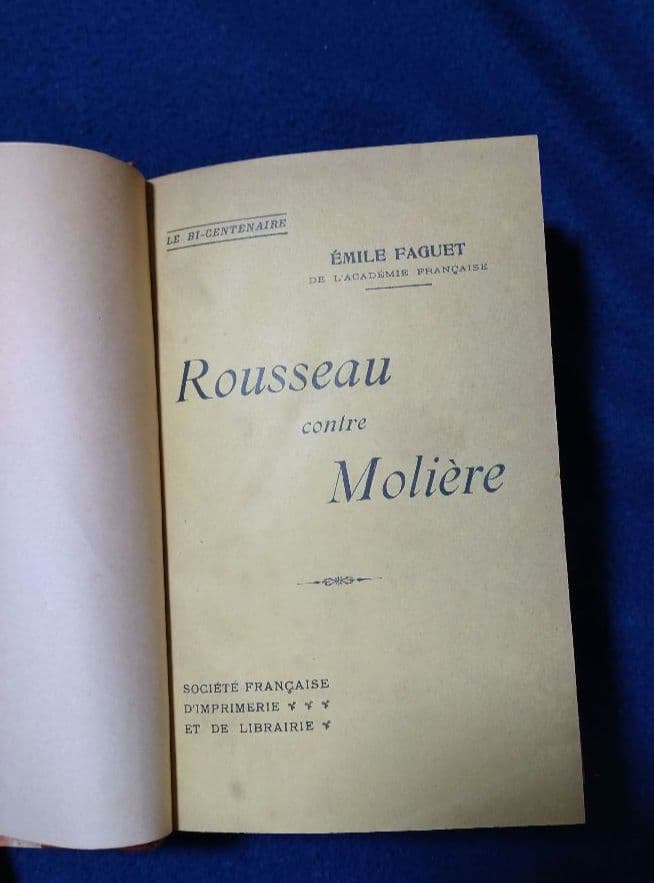 LE BI-CENTENAIRE
ÉMILE FAGUET
DE L'ACADÉMIE FRANÇAISE
Rousseau
contre
Molière
SOCIÉTÉ FRANÇAISE
D'IMPRIMERIE
ET DE LIBRAIRIE